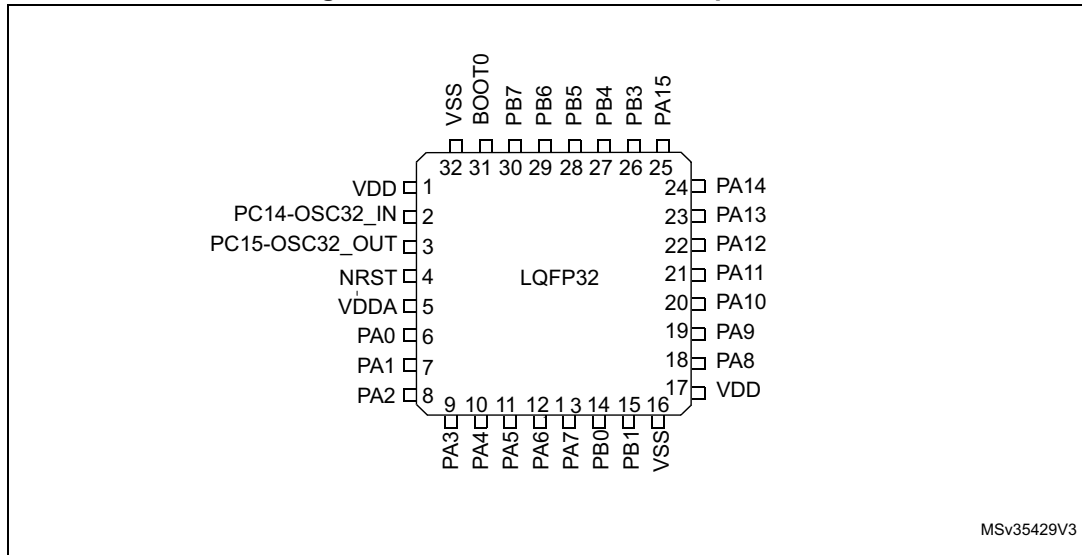 VSS
BOOT0
PB7
PB6
PB5
PB4
PB3
PA15
32 31 30 29 28 27 26 25
VDD 1
PC14-OSC32_IN 2
PC15-OSC32_OUT 3
NRST 4
VDDA 5
PA0 6
PA1 7
PA2 8
LQFP32
24 PA14
23 PA13
22 PA12
21 PA11
20 PA10
19 PA9
18 PA8
17 VDD
9 10 11 12 13 14 15 16
PA3
PA4
PA5
PA6
PA7
PB0
PB1
VSS
MSv35429V3